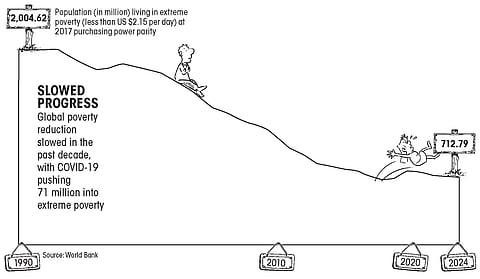 2,004.62
Population (in million) living in extreme
poverty (less than US $2.15 per day) at
2017 purchasing power parity
SLOWED
PROGRESS
Global poverty
reduction
slowed in the
past decade,
with COVID-19
pushing
71 million into
extreme poverty
712.79
1990
Source: World Bank
2010
2020
2024